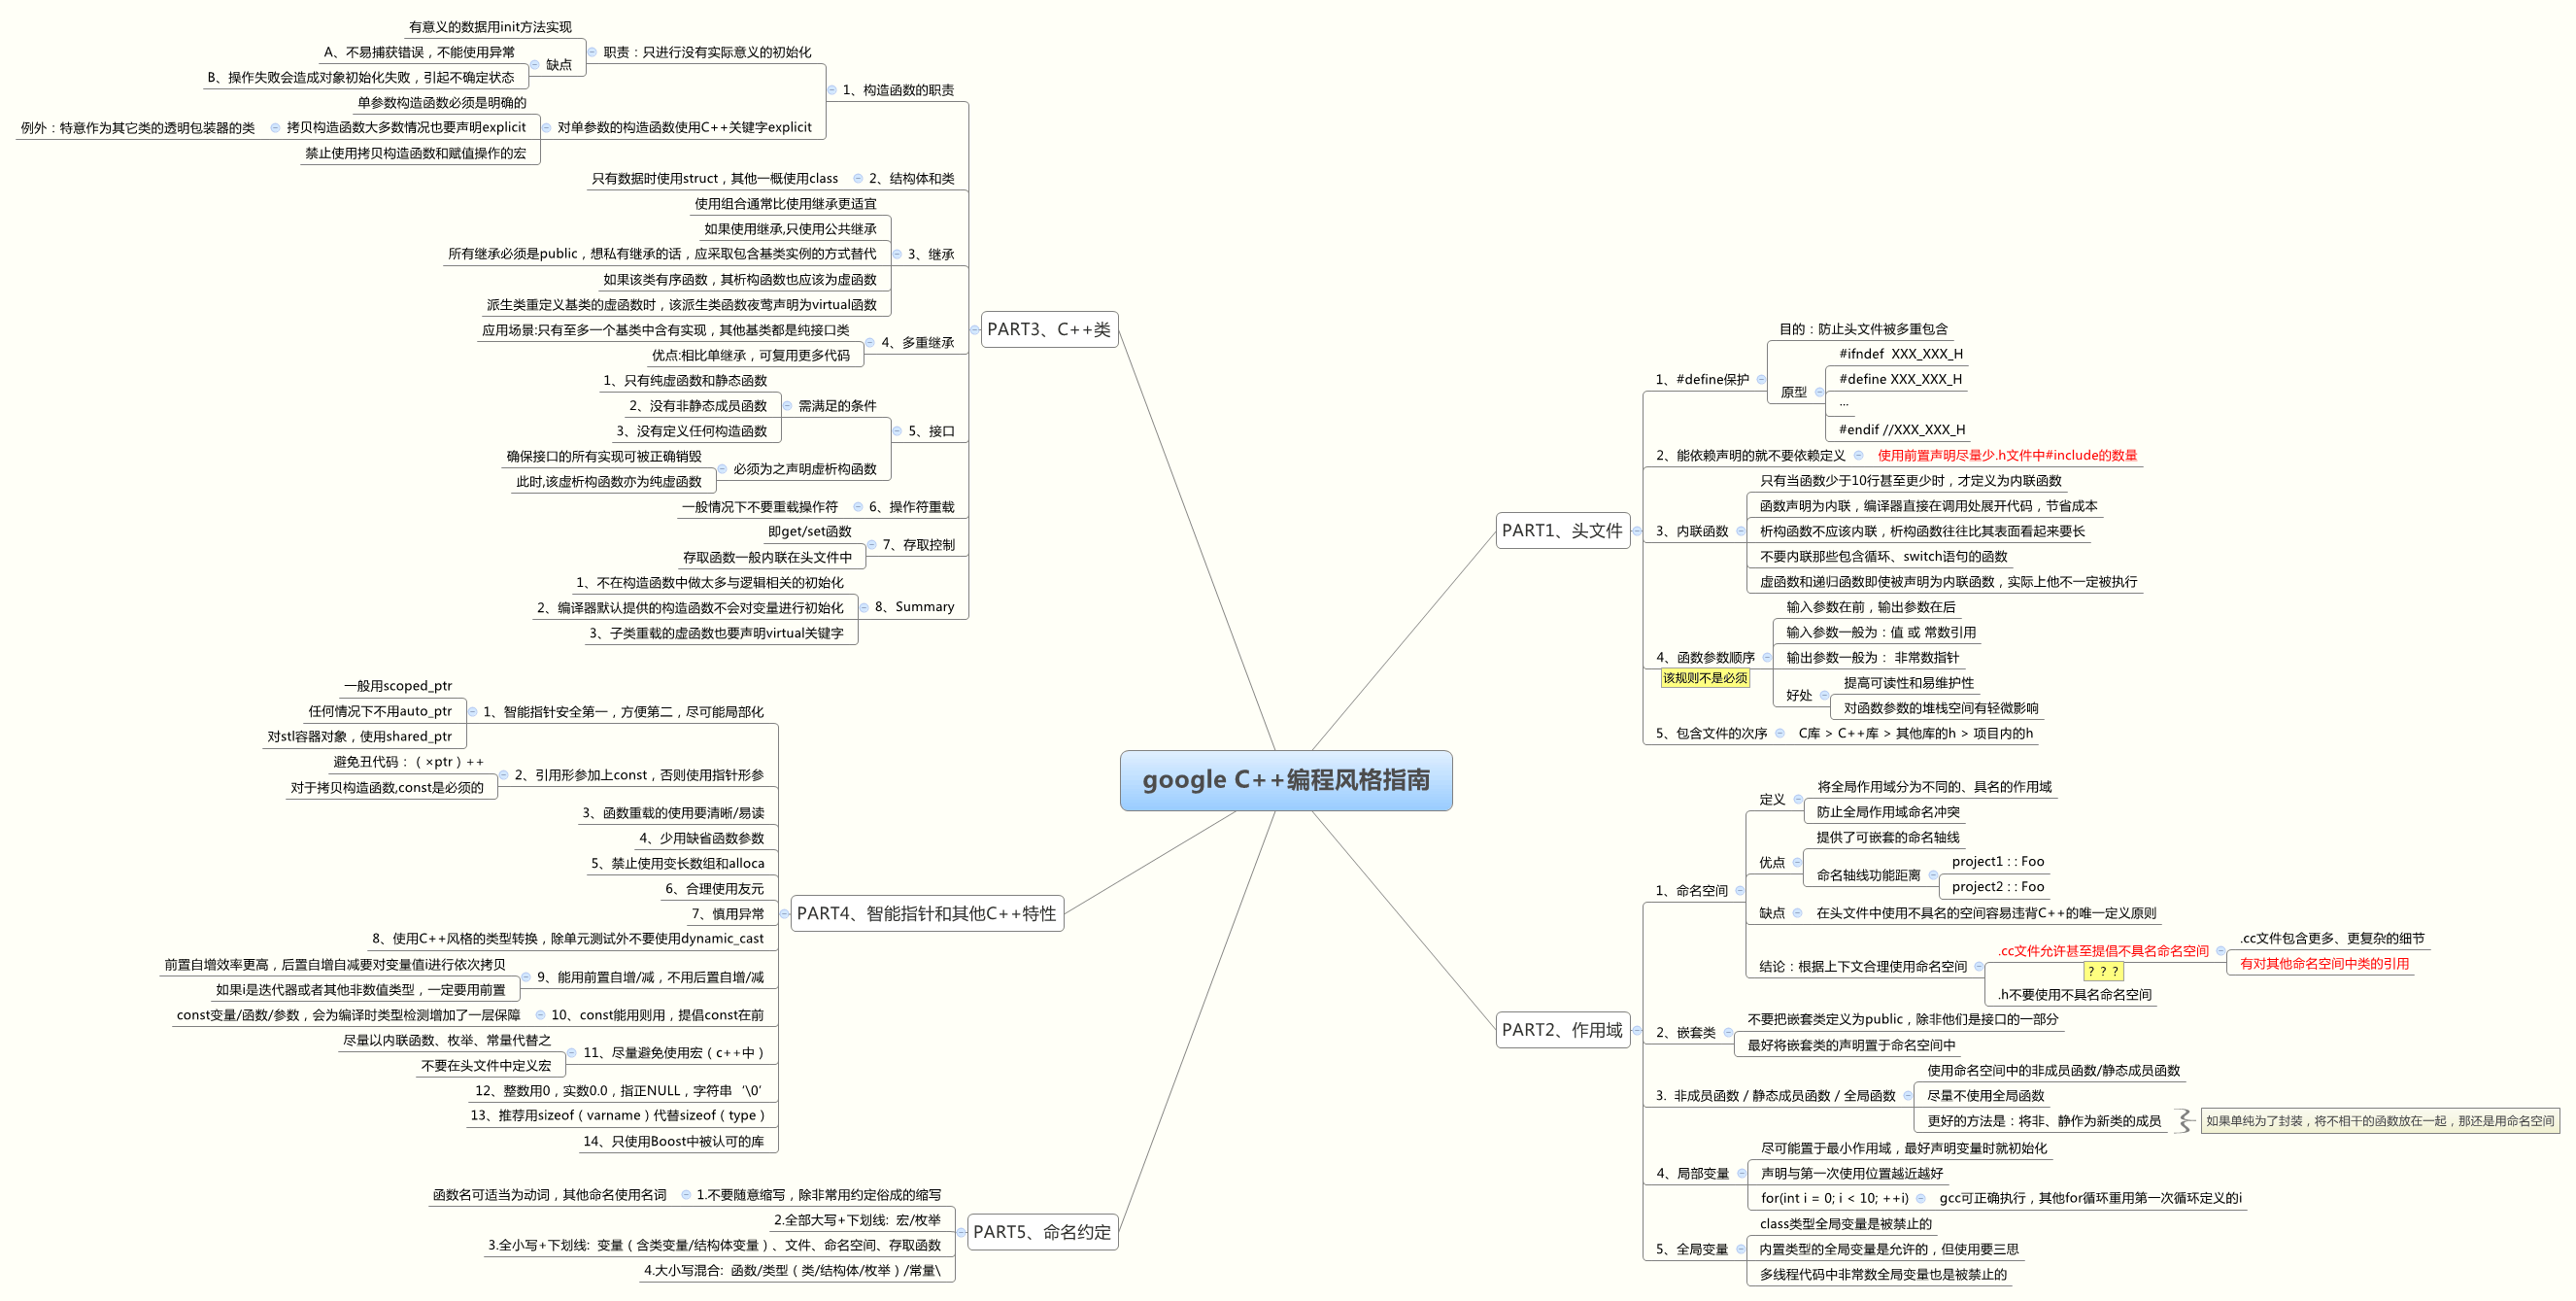 google C++编程风格指南
PART1、头文件
1、#define保护
目的：防止头文件被多重包含
原型
#ifndef  XXX_XXX_H
#define XXX_XXX_H
...
#endif //XXX_XXX_H
2、能依赖声明的就不要依赖定义
使用前置声明尽量少.h文件中#include的数量
3、内联函数
只有当函数少于10行甚至更少时，才定义为内联函数
函数声明为内联，编译器直接在调用处展开代码，节省成本
析构函数不应该内联，析构函数往往比其表面看起来要长
不要内联那些包含循环、switch语句的函数
虚函数和递归函数即使被声明为内联函数，实际上他不一定被执行
4、函数参数顺序
该规则不是必须
输入参数在前，输出参数在后
输入参数一般为：值 或 常数引用
输出参数一般为： 非常数指针
好处
提高可读性和易维护性
对函数参数的堆栈空间有轻微影响
5、包含文件的次序
C库 > C++库 > 其他库的h > 项目内的h
PART2、作用域
1、命名空间
定义
将全局作用域分为不同的、具名的作用域
防止全局作用域命名冲突
优点
提供了可嵌套的命名轴线
命名轴线功能距离
project1 : : Foo
project2 : : Foo
缺点
在头文件中使用不具名的空间容易违背C++的唯一定义原则
结论：根据上下文合理使用命名空间
.cc文件允许甚至提倡不具名命名空间
？？？
.cc文件包含更多、更复杂的细节
有对其他命名空间中类的引用
.h不要使用不具名命名空间
2、嵌套类
不要把嵌套类定义为public，除非他们是接口的一部分
最好将嵌套类的声明置于命名空间中
3.  非成员函数 / 静态成员函数 / 全局函数
使用命名空间中的非成员函数/静态成员函数
尽量不使用全局函数
更好的方法是：将非、静作为新类的成员
如果单纯为了封装，将不相干的函数放在一起，那还是用命名空间
4、局部变量
尽可能置于最小作用域，最好声明变量时就初始化
声明与第一次使用位置越近越好
for(int i = 0; i < 10; ++i)
gcc可正确执行，其他for循环重用第一次循环定义的i
5、全局变量
class类型全局变量是被禁止的
内置类型的全局变量是允许的，但使用要三思
多线程代码中非常数全局变量也是被禁止的
PART3、C++类
1、构造函数的职责
职责：只进行没有实际意义的初始化
有意义的数据用init方法实现
缺点
A、不易捕获错误，不能使用异常
B、操作失败会造成对象初始化失败，引起不确定状态
对单参数的构造函数使用C++关键字explicit
单参数构造函数必须是明确的
拷贝构造函数大多数情况也要声明explicit
例外：特意作为其它类的透明包装器的类
禁止使用拷贝构造函数和赋值操作的宏
2、结构体和类
只有数据时使用struct，其他一概使用class
3、继承
使用组合通常比使用继承更适宜
如果使用继承,只使用公共继承
所有继承必须是public，想私有继承的话，应采取包含基类实例的方式替代
如果该类有序函数，其析构函数也应该为虚函数
派生类重定义基类的虚函数时，该派生类函数夜莺声明为virtual函数
4、多重继承
应用场景:只有至多一个基类中含有实现，其他基类都是纯接口类
优点:相比单继承，可复用更多代码
5、接口
需满足的条件
1、只有纯虚函数和静态函数
2、没有非静态成员函数
3、没有定义任何构造函数
必须为之声明虚析构函数
确保接口的所有实现可被正确销毁
此时,该虚析构函数亦为纯虚函数
6、操作符重载
一般情况下不要重载操作符
7、存取控制
即get/set函数
存取函数一般内联在头文件中
8、Summary
1、不在构造函数中做太多与逻辑相关的初始化
2、编译器默认提供的构造函数不会对变量进行初始化
3、子类重载的虚函数也要声明virtual关键字
PART4、智能指针和其他C++特性
1、智能指针安全第一，方便第二，尽可能局部化
一般用scoped_ptr
任何情况下不用auto_ptr
对stl容器对象，使用shared_ptr
2、引用形参加上const，否则使用指针形参
避免丑代码：（ ×ptr ）++
对于拷贝构造函数,const是必须的
3、函数重载的使用要清晰/易读
4、少用缺省函数参数
5、禁止使用变长数组和alloca
6、合理使用友元
7、慎用异常
8、使用C++风格的类型转换，除单元测试外不要使用dynamic_cast
9、能用前置自增/减，不用后置自增/减
前置自增效率更高，后置自增自减要对变量值i进行依次拷贝
如果i是迭代器或者其他非数值类型，一定要用前置
10、const能用则用，提倡const在前
const变量/函数/参数，会为编译时类型检测增加了一层保障
11、尽量避免使用宏（ c++中 ）
尽量以内联函数、枚举、常量代替之
不要在头文件中定义宏
12、整数用0，实数0.0，指正NULL，字符串‘\0’
13、推荐用sizeof（ varname ）代替sizeof（ type ）
14、只使用Boost中被认可的库
PART5、命名约定
1.不要随意缩写，除非常用约定俗成的缩写
函数名可适当为动词，其他命名使用名词
2.全部大写+下划线:  宏/枚举
3.全小写+下划线:  变量（ 含类变量/结构体变量 ）、文件、命名空间、存取函数
4.大小写混合:  函数/类型（ 类/结构体/枚举 ）/常量\